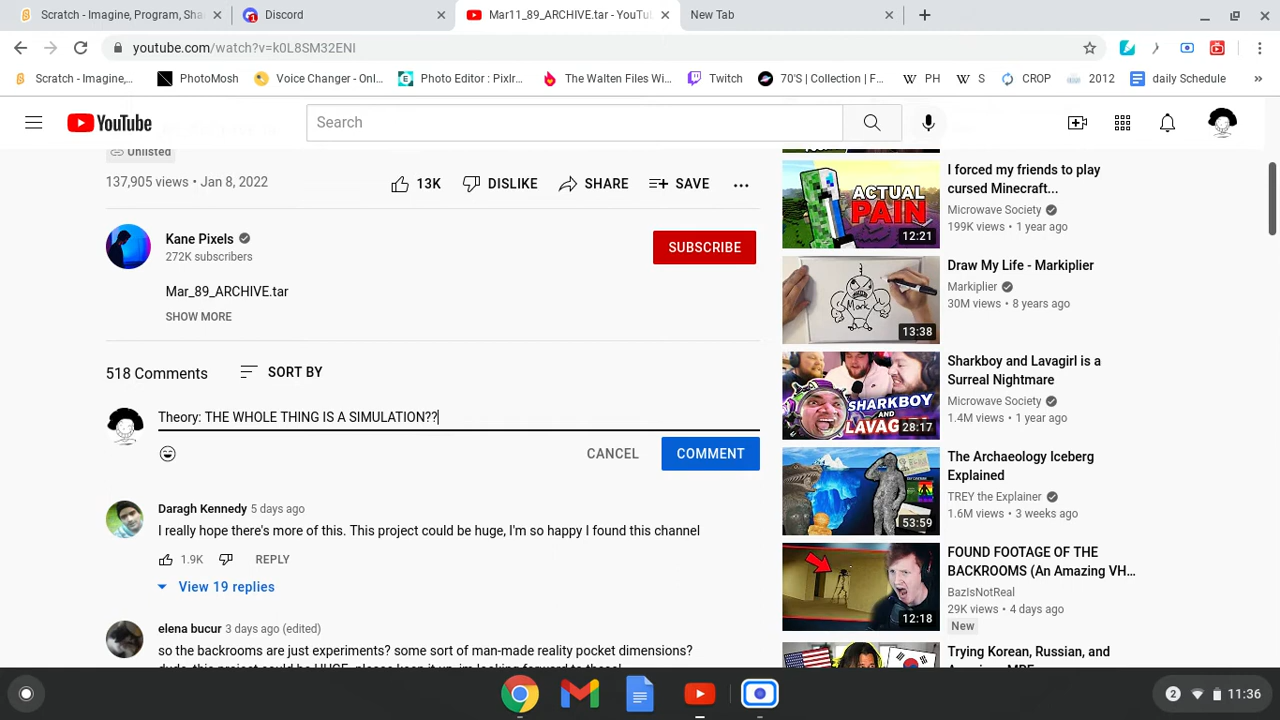 Scratch - Imagine, Program, Sha
Discord
Mar11_89_ARCHIVE.tar - YouTu
New Tab
youtube.com/watch?v=k0L8SM32ENI
Scratch - Imagine,...
PhotoMosh
Voice Changer - Onl...
Photo Editor : Pixlr...
The Walten Files Wi...
Twitch
70'S | Collection | F...
PH
S
CROP
2012
daily Schedule
»
YouTube
Search
Unlisted
137,905 views • Jan 8, 2022
13K
DISLIKE
SHARE
SAVE
...
Kane Pixels
272K subscribers
SUBSCRIBE
Mar_89_ARCHIVE.tar
SHOW MORE
518 Comments
SORT BY
Theory: THE WHOLE THING IS A SIMULATION??
CANCEL
COMMENT
Daragh Kennedy 5 days ago
I really hope there's more of this. This project could be huge, I'm so happy I found this channel
1.9K
REPLY
View 19 replies
elena bucur 3 days ago (edited)
so the backrooms are just experiments? some sort of man-made reality pocket dimensions?
ACTUAL
PAIN
12:21
I forced my friends to play
cursed Minecraft...
Microwave Society
199K views • 1 year ago
Mark
13:38
Draw My Life - Markiplier
Markiplier
30M views • 8 years ago
SHARKBOY
AND
LAVAG
28:17
Sharkboy and Lavagirl is a
Surreal Nightmare
Microwave Society
1.4M views • 1 year ago
53:59
The Archaeology Iceberg
Explained
TREY the Explainer
1.6M views • 3 weeks ago
12:18
FOUND FOOTAGE OF THE
BACKROOMS (An Amazing VH...
BazIsNotReal
29K views • 4 days ago
New
Trying Korean, Russian, and
2
11:36